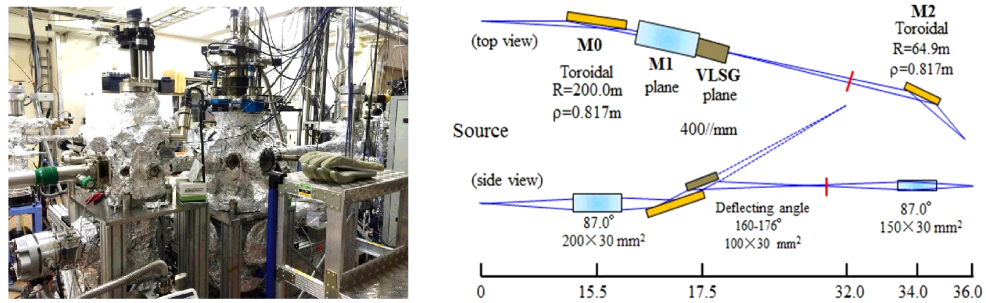 (top view)
M0
Toroidal
R=200.0m
ρ=0.817m
M1
plane
VLSG
plane
400//mm
M2
Toroidal
R=64.9m
ρ=0.817m
Source
(side view)
87.0°
200×30 mm²
Deflecting angle
160-176°
100×30 mm²
87.0°
150×30 mm²
0 15.5 17.5 32.0 34.0 36.0